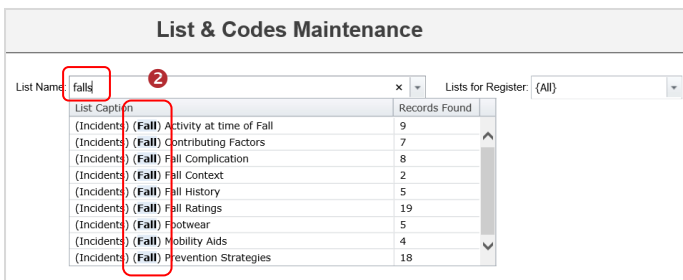 List & Codes Maintenance
2
List Name: falls × Lists for Register: {All}
List Caption Records Found
(Incidents) (Fall) Activity at time of Fall 9
(Incidents) (Fall) Contributing Factors 7
(Incidents) (Fall) Fall Complication 8
(Incidents) (Fall) Fall Context 2
(Incidents) (Fall) Fall History 5
(Incidents) (Fall) Fall Ratings 19
(Incidents) (Fall) Footwear 5
(Incidents) (Fall) Mobility Aids 4
(Incidents) (Fall) Prevention Strategies 18